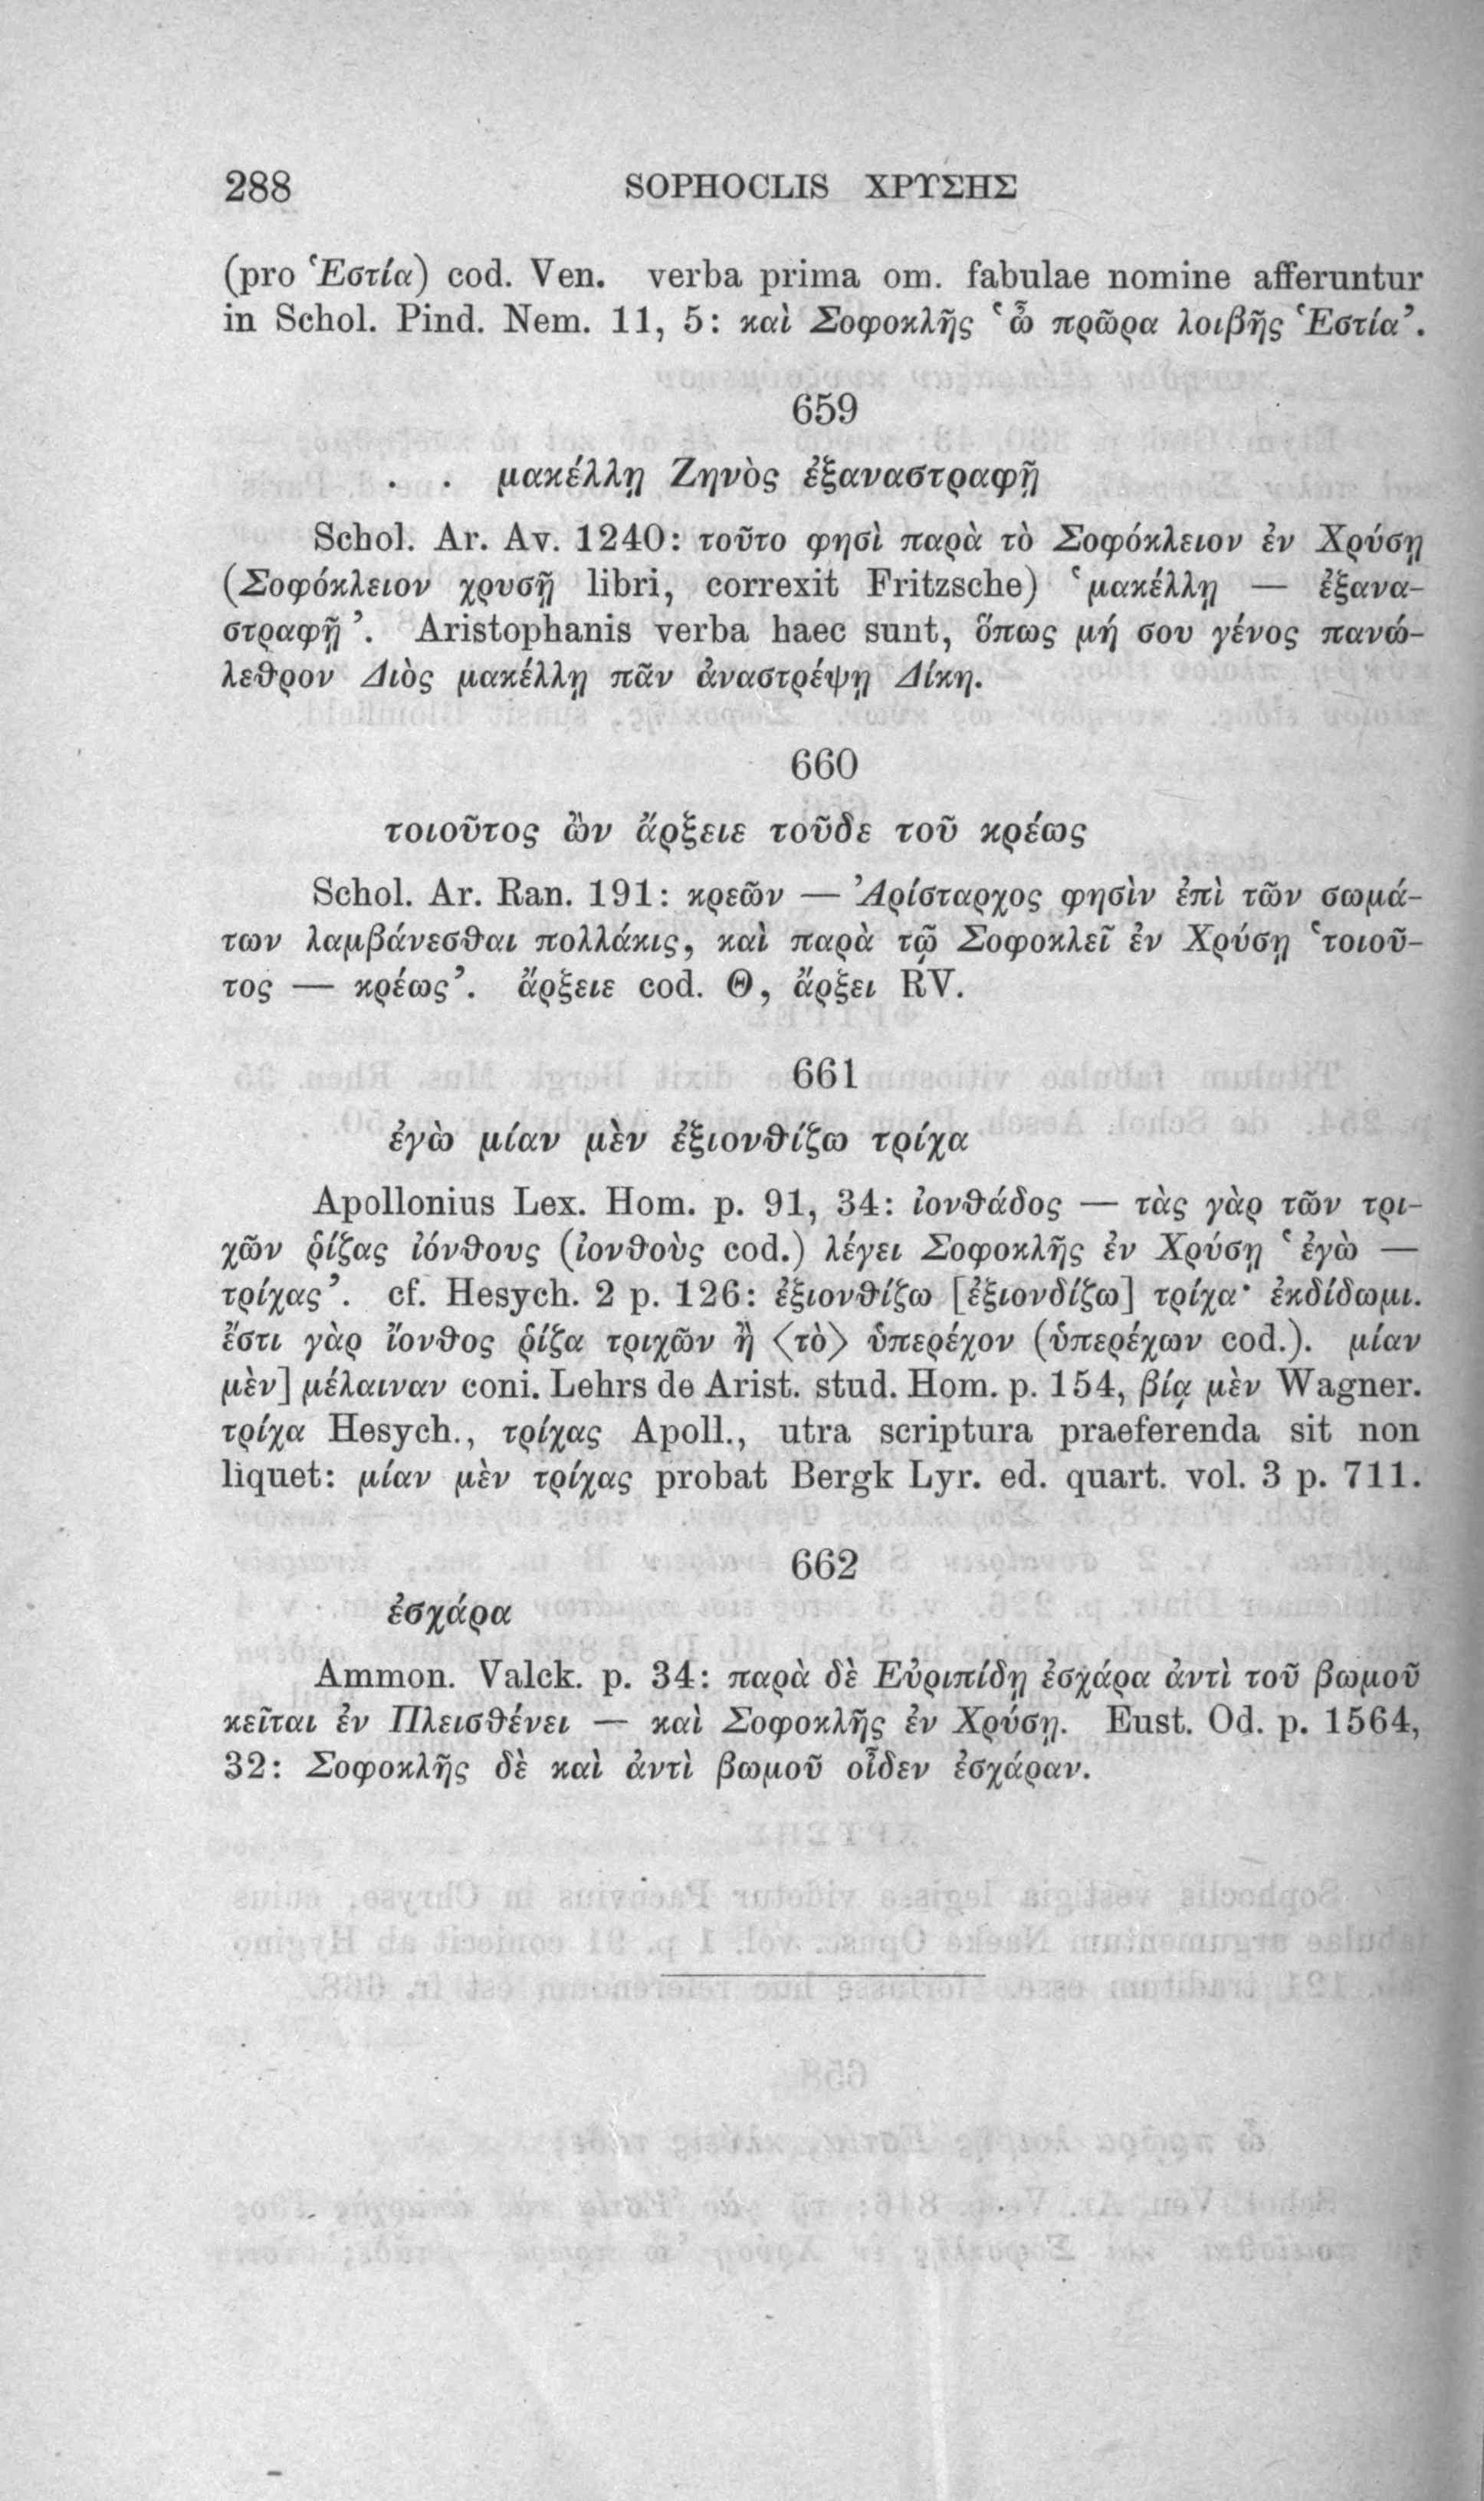 288 SOPHOCLIS ΧΡΥΣΗΣ
(pro Ἑστία) cod. Ven. verba prima om. fabulae nomine afferuntur
in Schol. Pind. Nem. 11, 5: καὶ Σοφοκλῆς ‘ὦ πρῶρα λοιβῆς Ἑστία’.
659
. . μακέλλῃ Ζηνὸς ἐξαναστραφῇ
Schol. Ar. Av. 1240: τοῦτο φησὶ παρὰ τὸ Σοφόκλειον ἐν Χρύσῃ
(Σοφόκλειον χρυσῇ libri, correxit Fritzsche) ‘μακέλλῃ — ἐξανα-
στραφῇ’. Aristophanis verba haec sunt, ὅπως μή σου γένος πανώ-
λεθρον Διὸς μακέλλῃ πᾶν ἀναστρέψῃ Δίκη.
660
τοιοῦτος ὢν ἄρξειε τοῦδε τοῦ κρέως
Schol. Ar. Ran. 191: κρεῶν — Ἀρίσταρχος φησὶν ἐπὶ τῶν σωμά-
των λαμβάνεσθαι πολλάκις, καὶ παρὰ τῷ Σοφοκλεῖ ἐν Χρύσῃ ‘τοιοῦ-
τος — κρέως’. ἄρξειε cod. Θ, ἄρξει RV.
661
ἐγὼ μίαν μὲν ἐξιονθίζω τρίχα
Apollonius Lex. Hom. p. 91, 34: ἰονθάδος — τὰς γὰρ τῶν τρι-
χῶν ῥίζας ἰόνθους (ἰονθοὺς cod.) λέγει Σοφοκλῆς ἐν Χρύσῃ ‘ἐγὼ —
τρίχας’. cf. Hesych. 2 p. 126: ἐξιονθίζω [ἐξιονδίζω] τρίχα· ἐκδίδωμι.
ἔστι γὰρ ἴονθος ῥίζα τριχῶν ἢ ⟨τὸ⟩ ὑπερέχον (ὑπερέχων cod.). μίαν
μὲν] μέλαιναν coni. Lehrs de Arist. stud. Hom. p. 154, βίᾳ μὲν Wagner.
τρίχα Hesych., τρίχας Apoll., utra scriptura praeferenda sit non
liquet: μίαν μὲν τρίχας probat Bergk Lyr. ed. quart. vol. 3 p. 711.
662
ἐσχάρα
Ammon. Valck. p. 34: παρὰ δὲ Εὐριπίδῃ ἐσχάρα ἀντὶ τοῦ βωμοῦ
κεῖται ἐν Πλεισθένει — καὶ Σοφοκλῆς ἐν Χρύσῃ. Eust. Od. p. 1564,
32: Σοφοκλῆς δὲ καὶ ἀντὶ βωμοῦ οἶδεν ἐσχάραν.